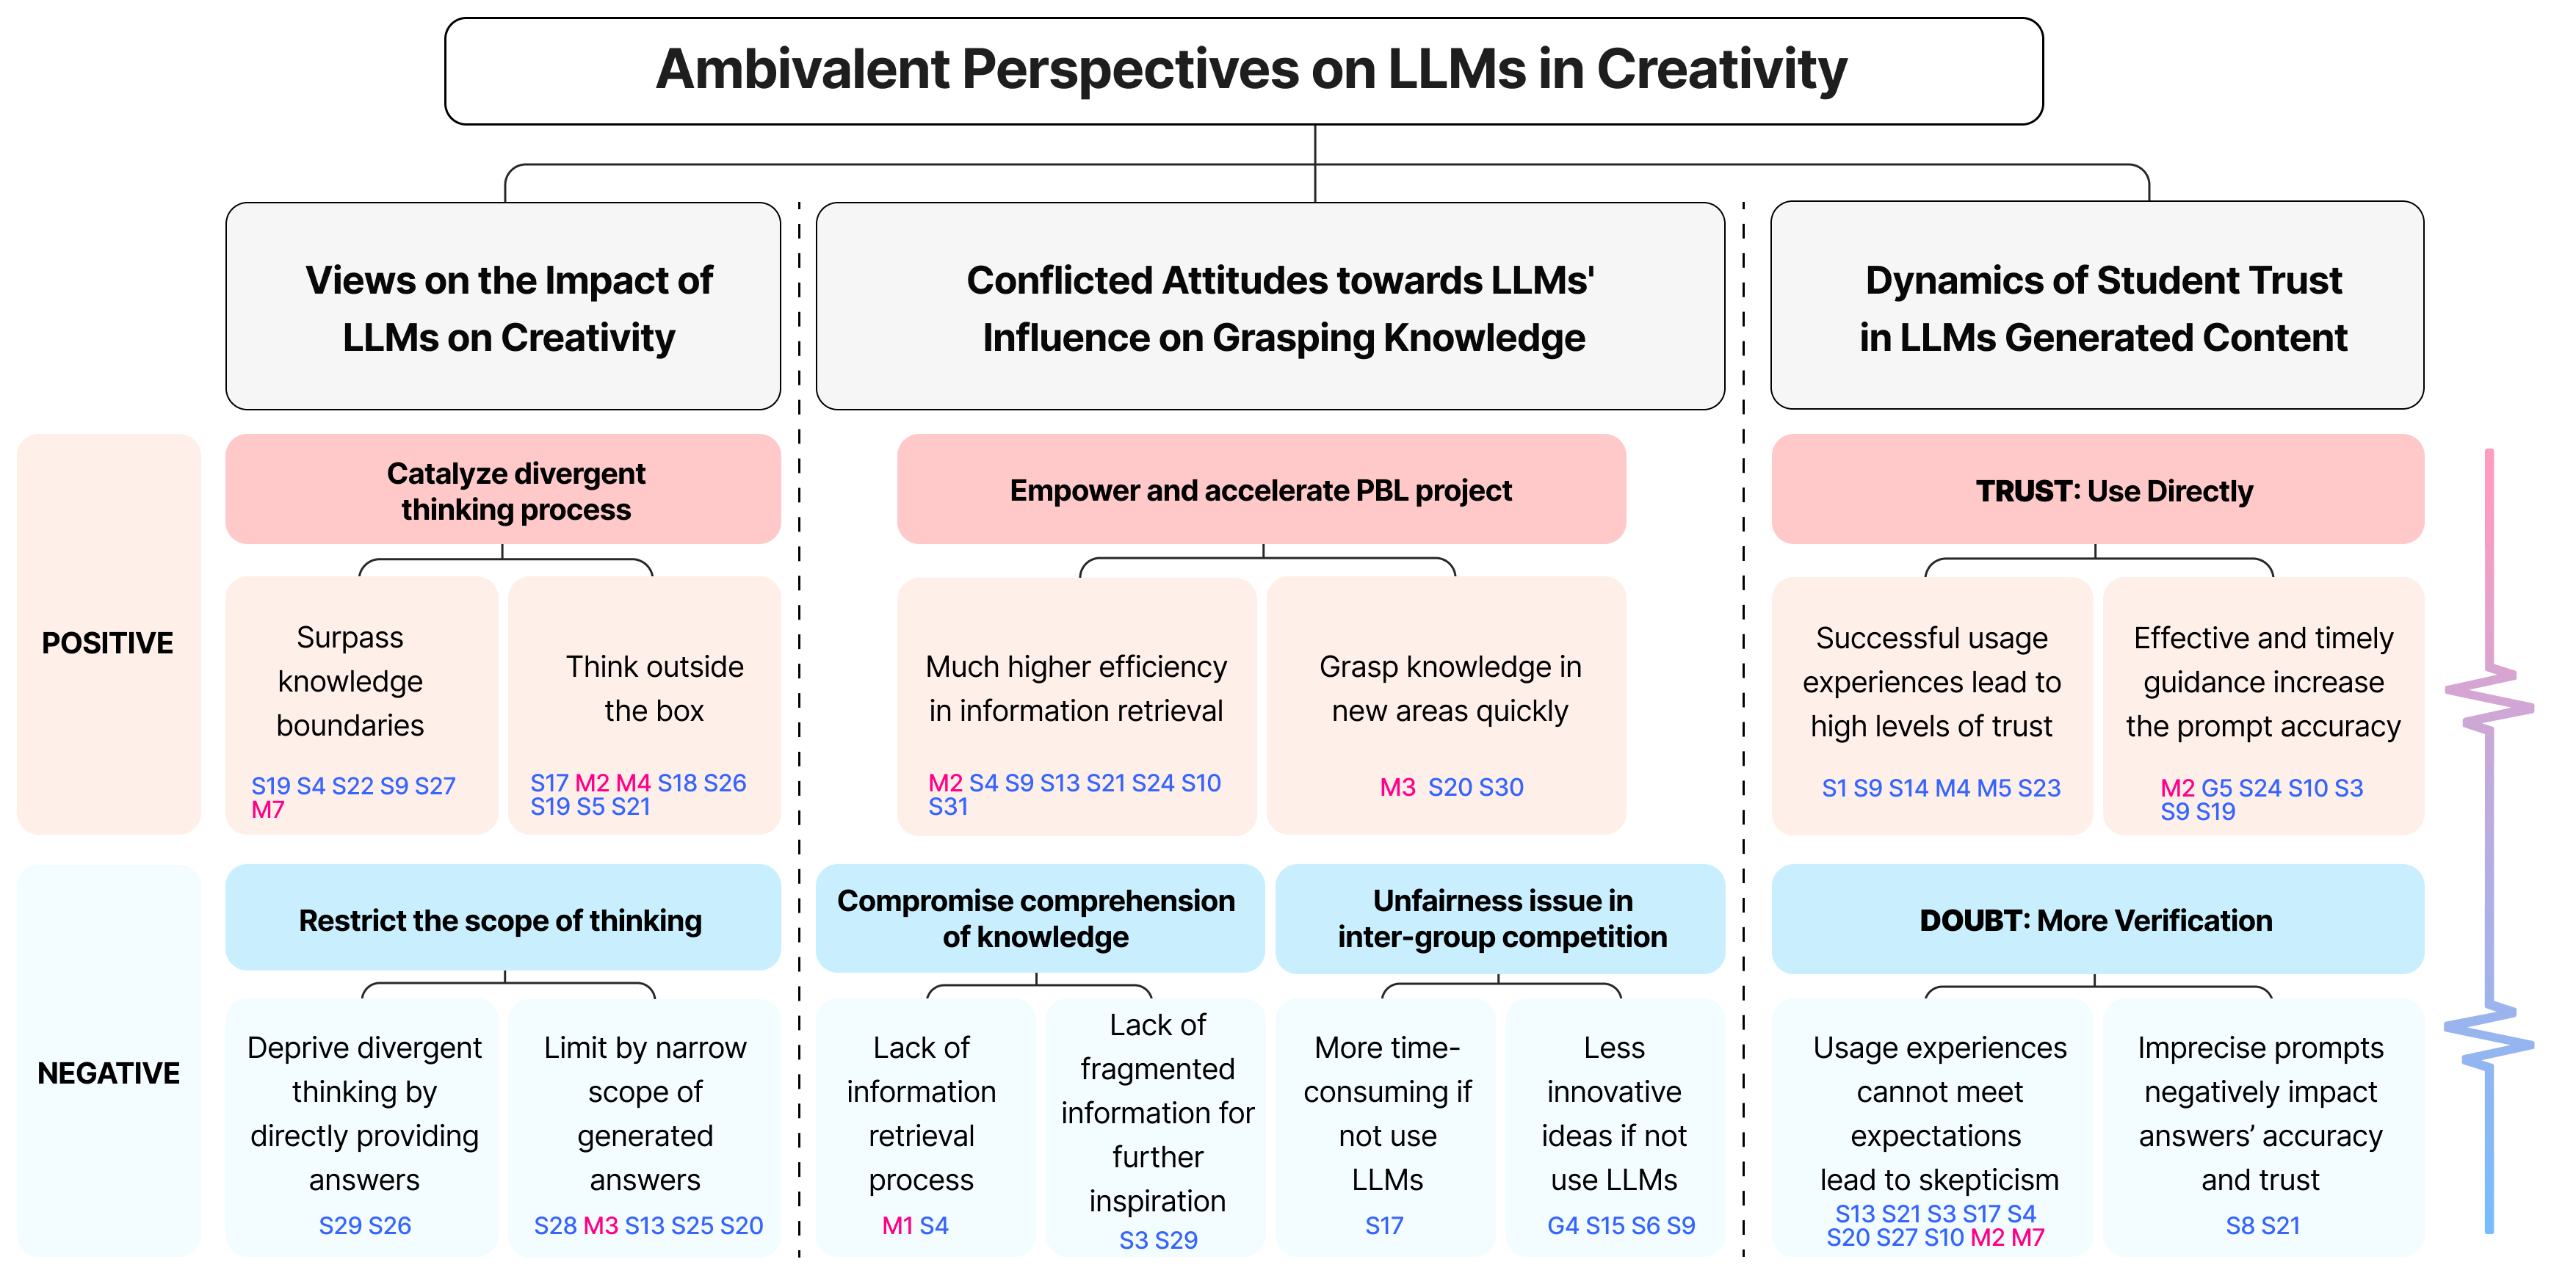 Ambivalent Perspectives on LLMs in Creativity
Views on the Impact of
LLMs on Creativity
Conflicted Attitudes towards LLMs'
Influence on Grasping Knowledge
Dynamics of Student Trust
in LLMs Generated Content
POSITIVE
Catalyze divergent
thinking process
Surpass
knowledge
boundaries
S19 S4 S22 S9 S27
M7
Think outside
the box
S17 M2 M4 S18 S26
S19 S5 S21
Empower and accelerate PBL project
Much higher efficiency
in information retrieval
M2 S4 S9 S13 S21 S24 S10
S31
Grasp knowledge in
new areas quickly
M3 S20 S30
TRUST: Use Directly
Successful usage
experiences lead to
high levels of trust
S1 S9 S14 M4 M5 S23
Effective and timely
guidance increase
the prompt accuracy
M2 G5 S24 S10 S3
S9 S19
NEGATIVE
Restrict the scope of thinking
Deprive divergent
thinking by
directly providing
answers
S29 S26
Limit by narrow
scope of
generated
answers
S28 M3 S13 S25 S20
Compromise comprehension
of knowledge
Lack of
information
retrieval
process
M1 S4
Lack of
fragmented
information for
further
inspiration
S3 S29
Unfairness issue in
inter-group competition
More time-
consuming if
not use
LLMs
S17
Less
innovative
ideas if not
use LLMs
G4 S15 S6 S9
DOUBT: More Verification
Usage experiences
cannot meet
expectations
lead to skepticism
S13 S21 S3 S17 S4
S20 S27 S10 M2 M7
Imprecise prompts
negatively impact
answers’ accuracy
and trust
S8 S21